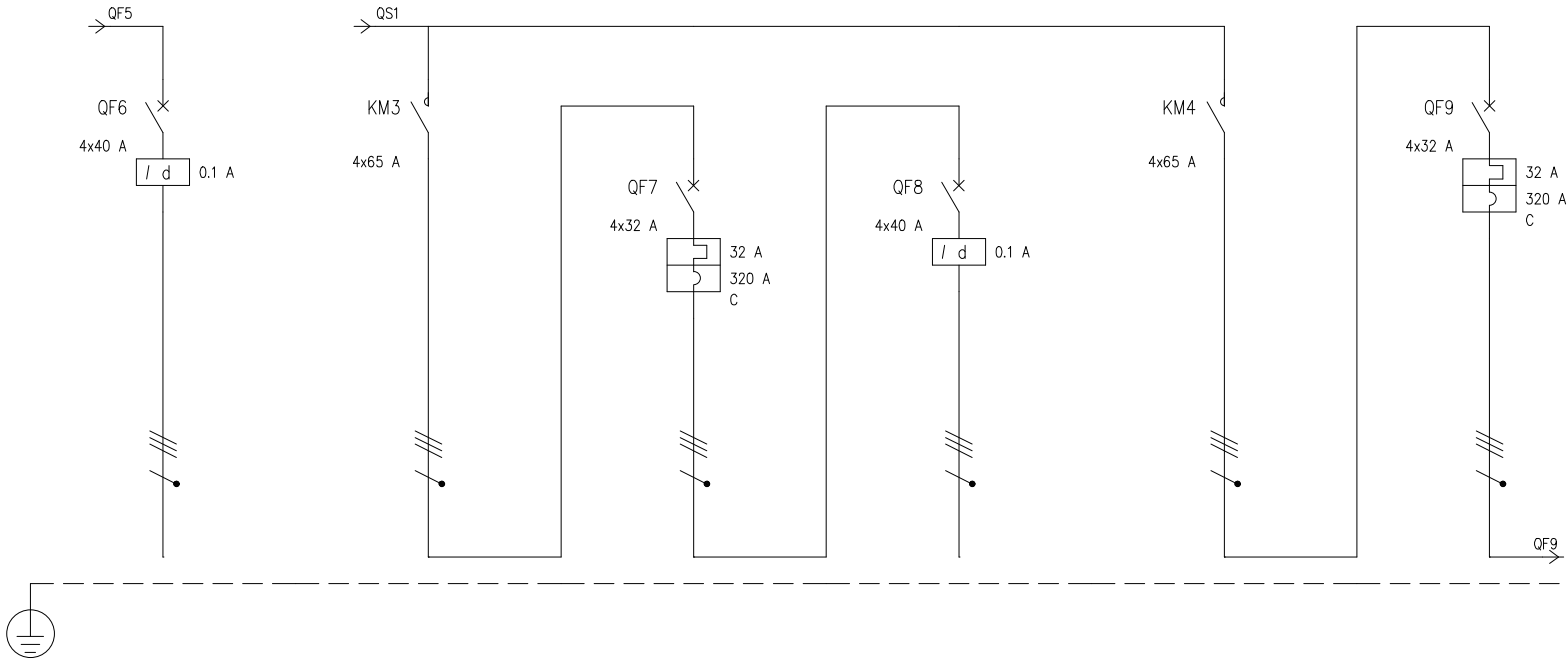 QF5
QS1
QF6
4x40 A
I d
0.1 A
KM3
4x65 A
QF7
4x32 A
32 A
320 A
C
QF8
4x40 A
I d
0.1 A
KM4
4x65 A
QF9
4x32 A
32 A
320 A
C
QF9